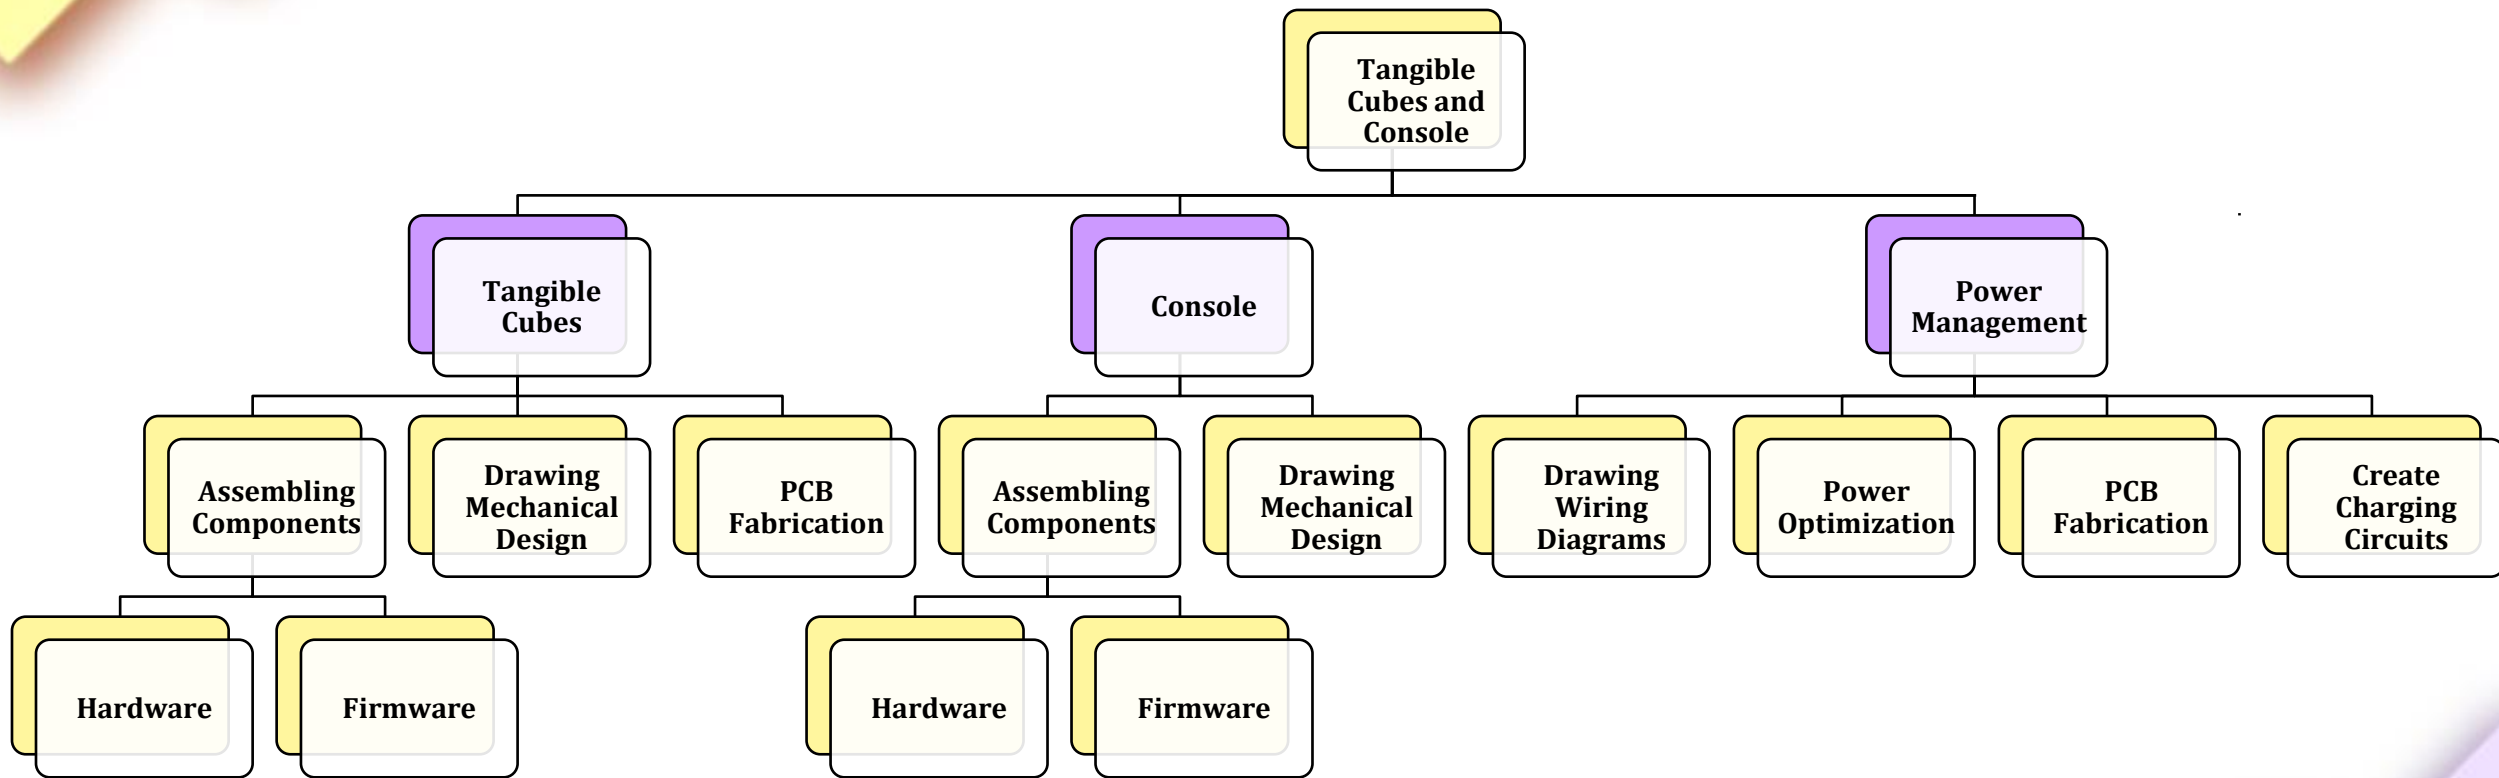 Tangible
Cubes and
Console
Tangible
Cubes
Console
Power
Management
Assembling
Components
Drawing
Mechanical
Design
PCB
Fabrication
Assembling
Components
Drawing
Mechanical
Design
Drawing
Wiring
Diagrams
Power
Optimization
PCB
Fabrication
Create
Charging
Circuits
Hardware
Firmware
Hardware
Firmware